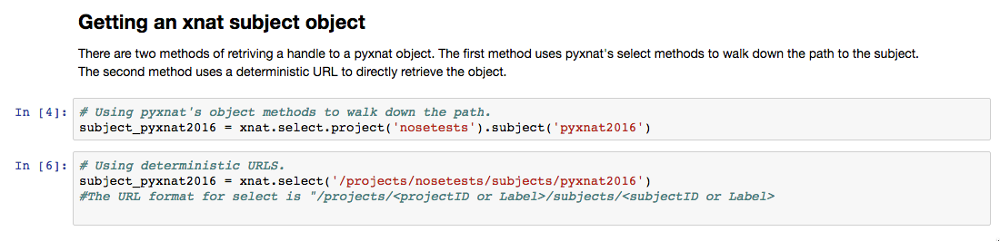 Getting an xnat subject object
There are two methods of retriving a handle to a pyxnat object. The first method uses pyxnat's select methods to walk down the path to the subject.
The second method uses a deterministic URL to directly retrieve the object.
In [4]: # Using pyxnat's object methods to walk down the path.
subject_pyxnat2016 = xnat.select.project('nosetests').subject('pyxnat2016')
In [6]: # Using deterministic URLS.
subject_pyxnat2016 = xnat.select('/projects/nosetests/subjects/pyxnat2016')
#The URL format for select is "/projects/<projectID or Label>/subjects/<subjectID or Label>